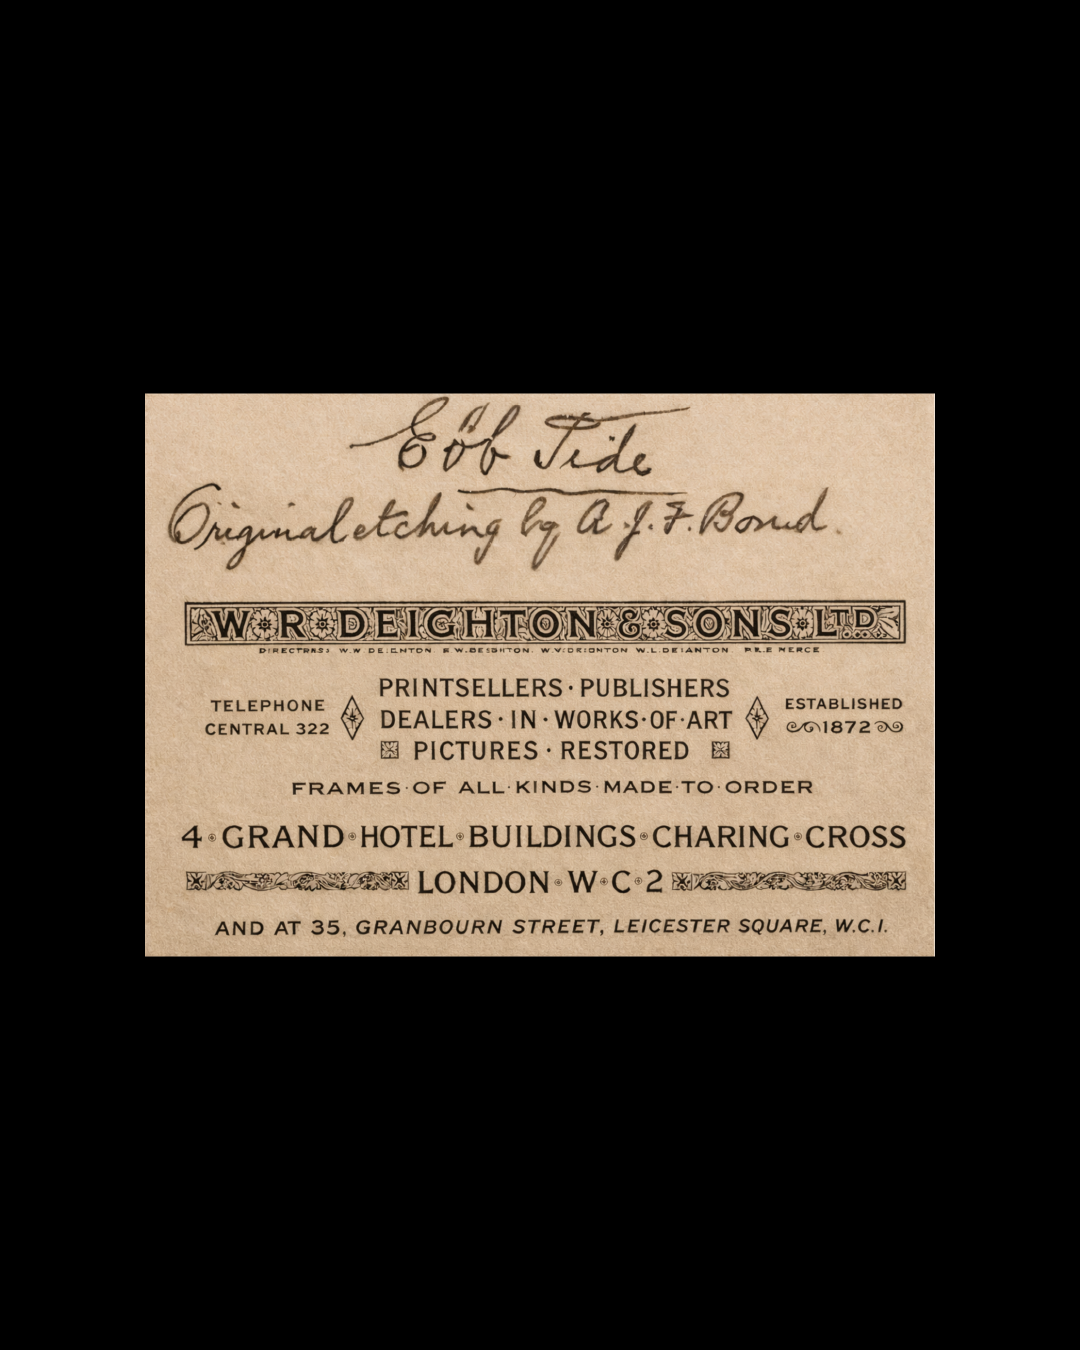 Ebb Tide
Original etching by A. J. F. Bond.
W·R·DEIGHTON & SONS LTD
W.W
TELEPHONE
CENTRAL 322
PRINTSELLERS · PUBLISHERS
DEALERS · IN · WORKS · OF · ART
PICTURES · RESTORED
ESTABLISHED
1872
FRAMES · OF ALL · KINDS · MADE · TO · ORDER
4 · GRAND · HOTEL · BUILDINGS · CHARING · CROSS
LONDON · W · C · 2
AND AT 35, GRANBOURN STREET, LEICESTER SQUARE, W.C.I.